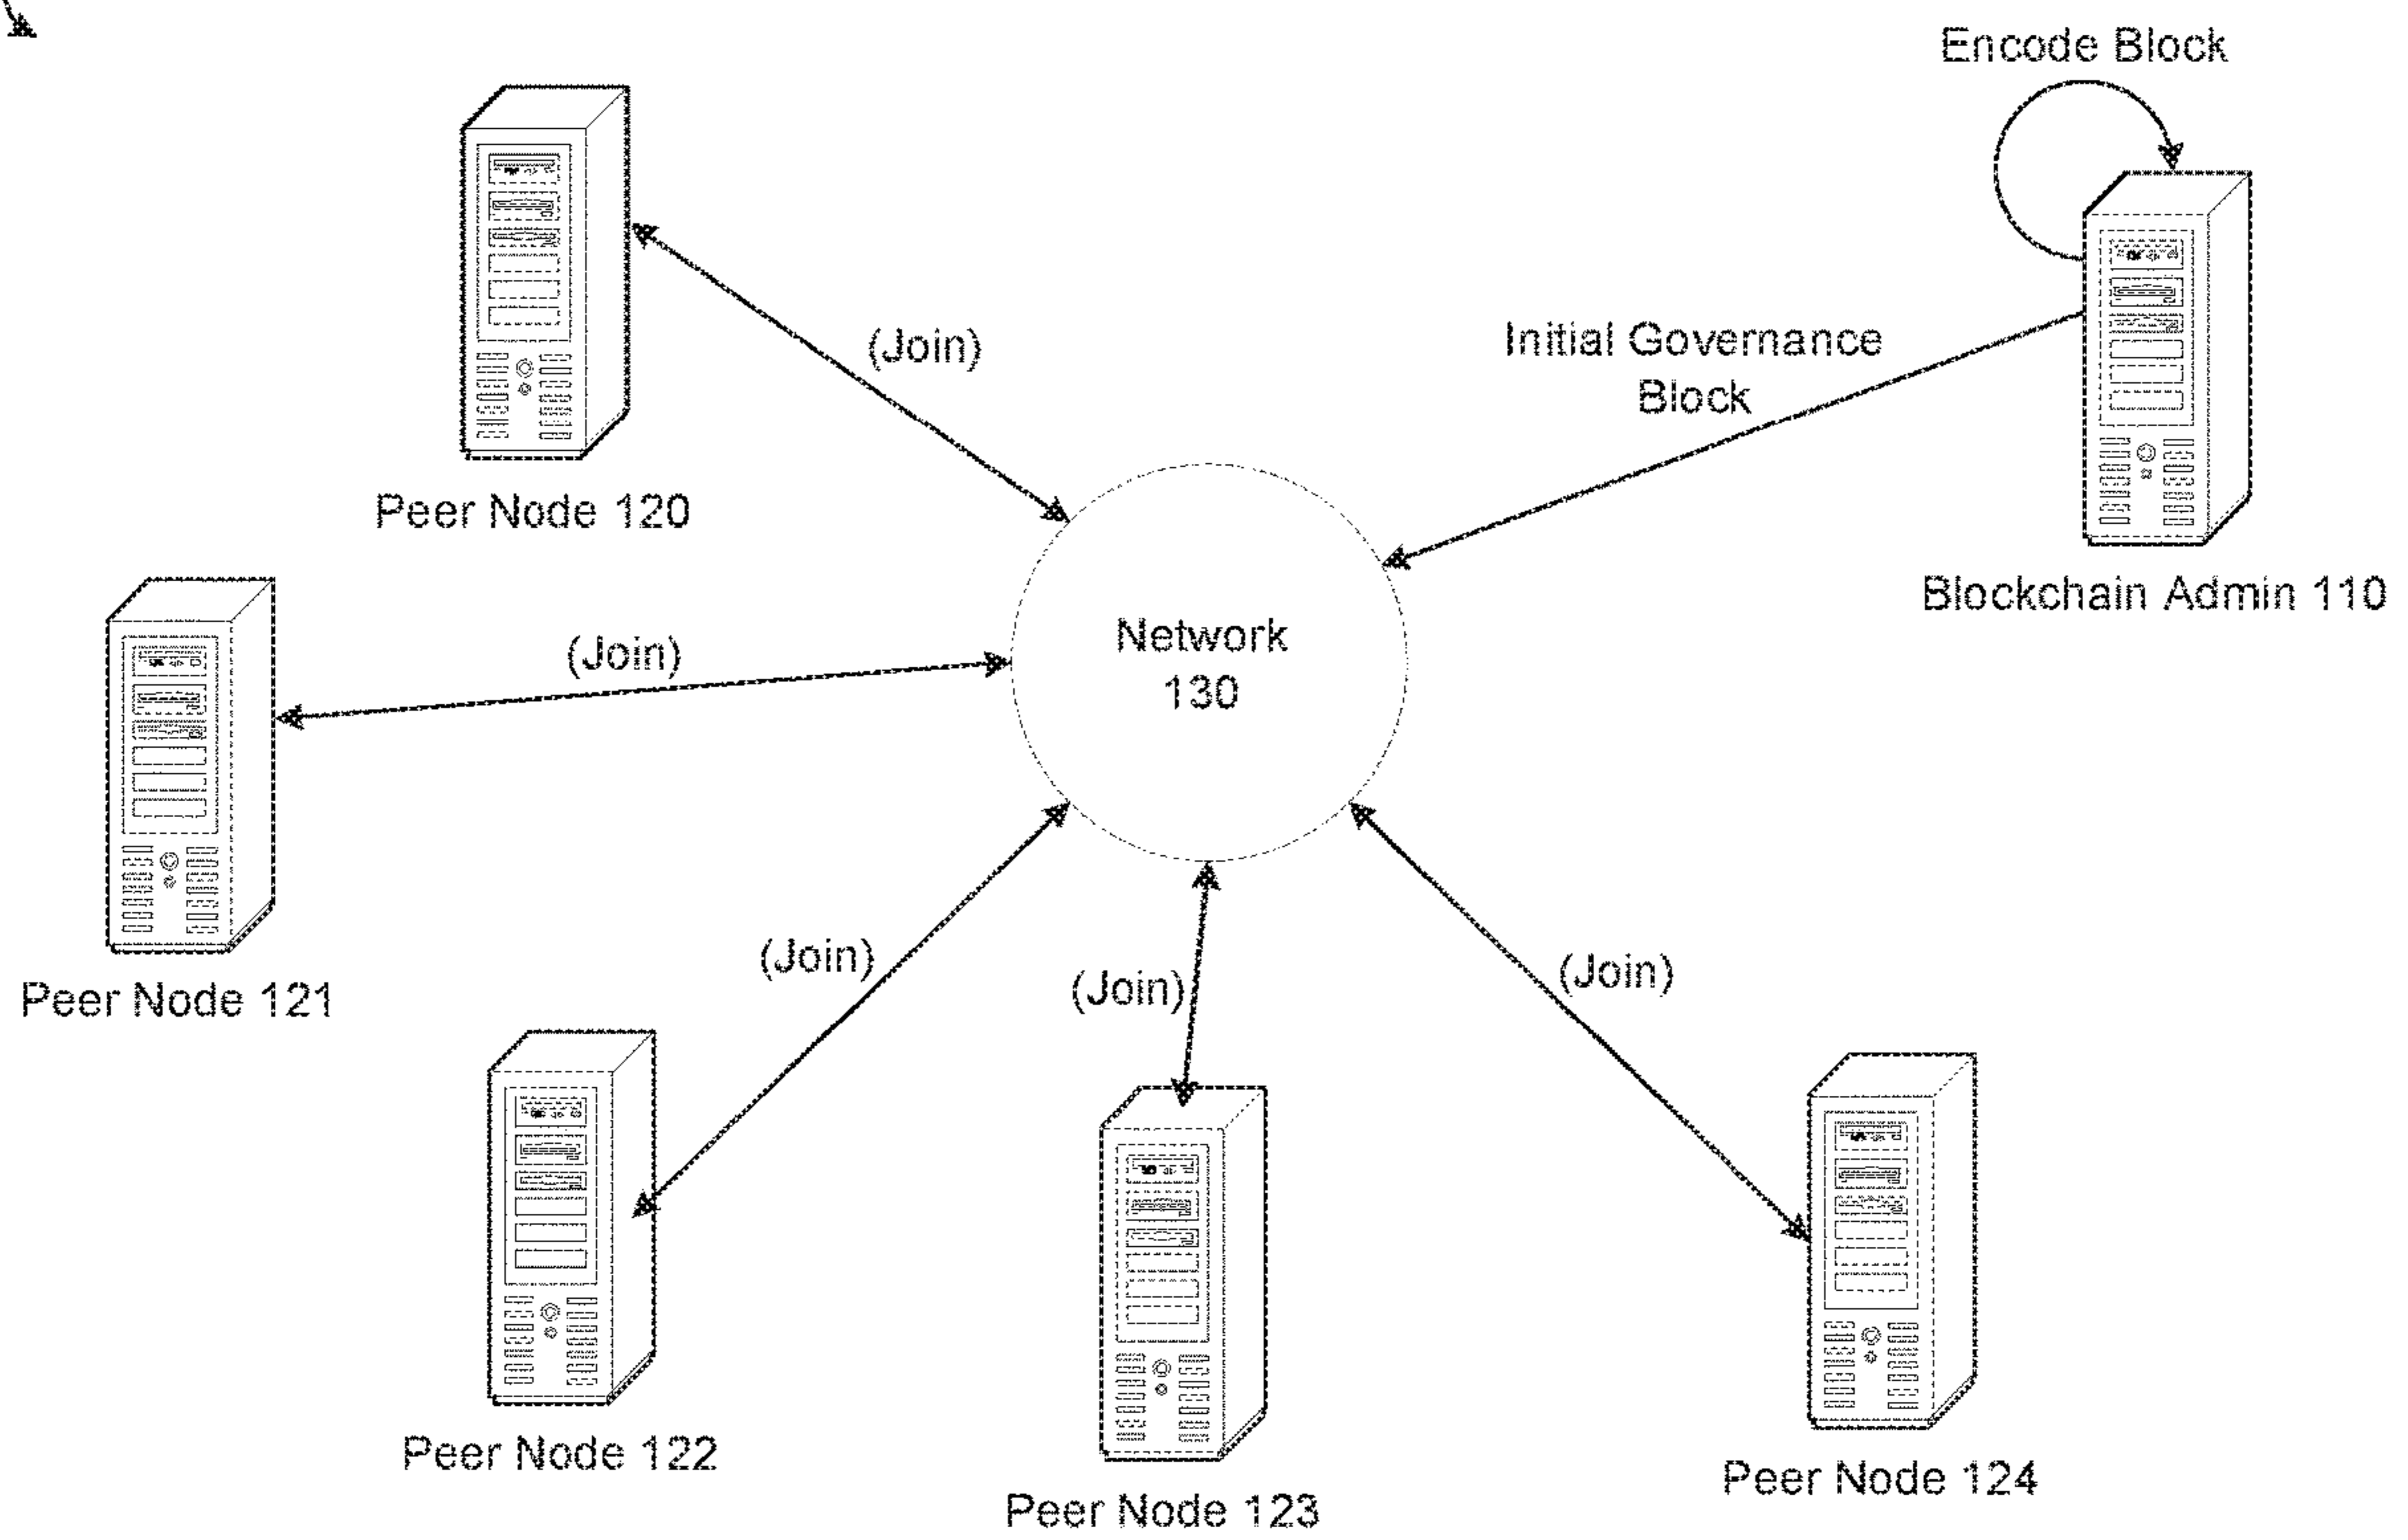 Encode Block
(Join)
Initial Governance
Block
Peer Node 120
Blockchain Admin 110
(Join)
Network
130
Peer Node 121
(Join)
(Join)
(Join)
Peer Node 122
Peer Node 123
Peer Node 124